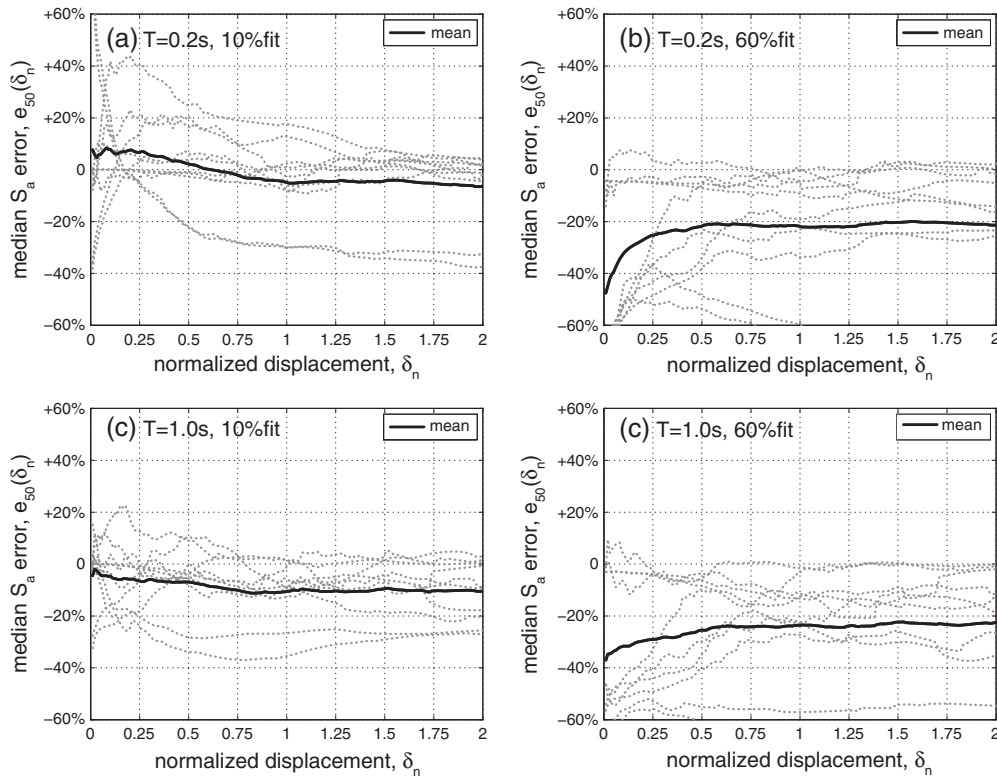 (a) T=0.2s, 10%fit
mean
+60%
+40%
+20%
0
−20%
−40%
−60%
median Sa error, e50(δn)
0 0.25 0.5 0.75 1 1.25 1.5 1.75 2
normalized displacement, δn
(b) T=0.2s, 60%fit
mean
+60%
+40%
+20%
0
−20%
−40%
−60%
median Sa error, e50(δn)
0 0.25 0.5 0.75 1 1.25 1.5 1.75 2
normalized displacement, δn
(c) T=1.0s, 10%fit
mean
+60%
+40%
+20%
0
−20%
−40%
−60%
median Sa error, e50(δn)
0 0.25 0.5 0.75 1 1.25 1.5 1.75 2
normalized displacement, δn
(c) T=1.0s, 60%fit
mean
+60%
+40%
+20%
0
−20%
−40%
−60%
median Sa error, e50(δn)
0 0.25 0.5 0.75 1 1.25 1.5 1.75 2
normalized displacement, δn